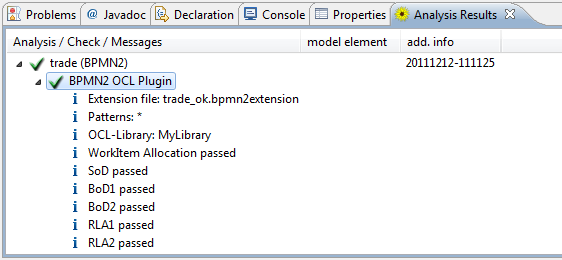 Problems @ Javadoc Declaration Console Properties Analysis Results
Analysis / Check / Messages model element add. info
trade (BPMN2) 20111212-111125
BPMN2 OCL Plugin
Extension file: trade_ok.bpmn2extension
Patterns: *
OCL-Library: MyLibrary
WorkItem Allocation passed
SoD passed
BoD1 passed
BoD2 passed
RLA1 passed
RLA2 passed